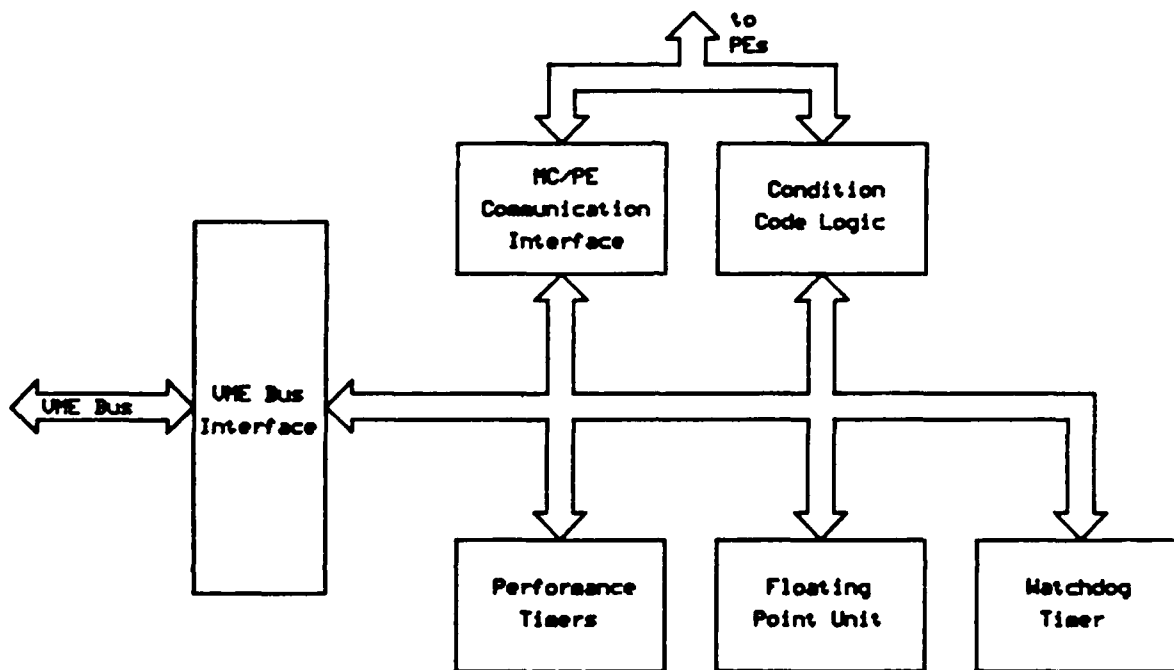 to
PEs
MC/PE
Communication
Interface
Condition
Code Logic
VME Bus
VME Bus
Interface
Performance
Timers
Floating
Point Unit
Watchdog
Timer